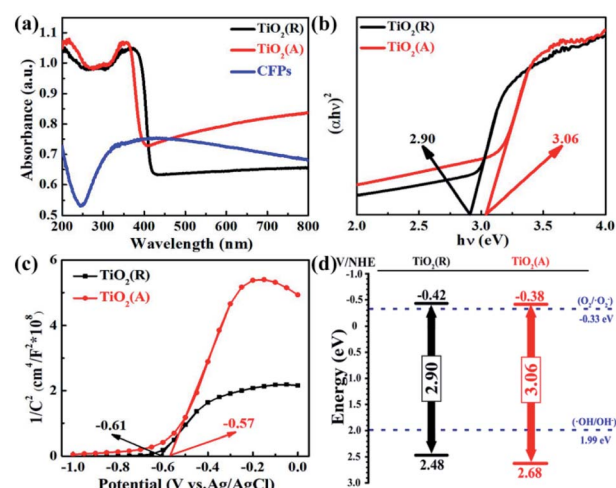 (a)
TiO₂(R)
TiO₂(A)
CFPs
Absorbance (a.u.)
1.1
1.0
0.9
0.8
0.7
0.6
0.5
200 300 400 500 600 700 800
Wavelength (nm)
(b)
TiO₂(R)
TiO₂(A)
(αhν)²
2.90
3.06
2.0 2.5 3.0 3.5 4.0
hν (eV)
(c)
TiO₂(R)
TiO₂(A)
1/C² (cm⁴/F²*10⁸)
6
4
2
0
-0.61
-0.57
-1.0 -0.8 -0.6 -0.4 -0.2 0.0
Potential (V vs.Ag/AgCl)
(d)
V/NHE TiO₂(R) TiO₂(A)
Energy (eV)
-1.0
-0.5
0
0.5
1.0
1.5
2.0
2.5
3.0
-0.42 -0.38
(O₂/·O₂⁻)
-0.33 eV
2.90 3.06
(·OH/OH⁻)
1.99 eV
2.48 2.68